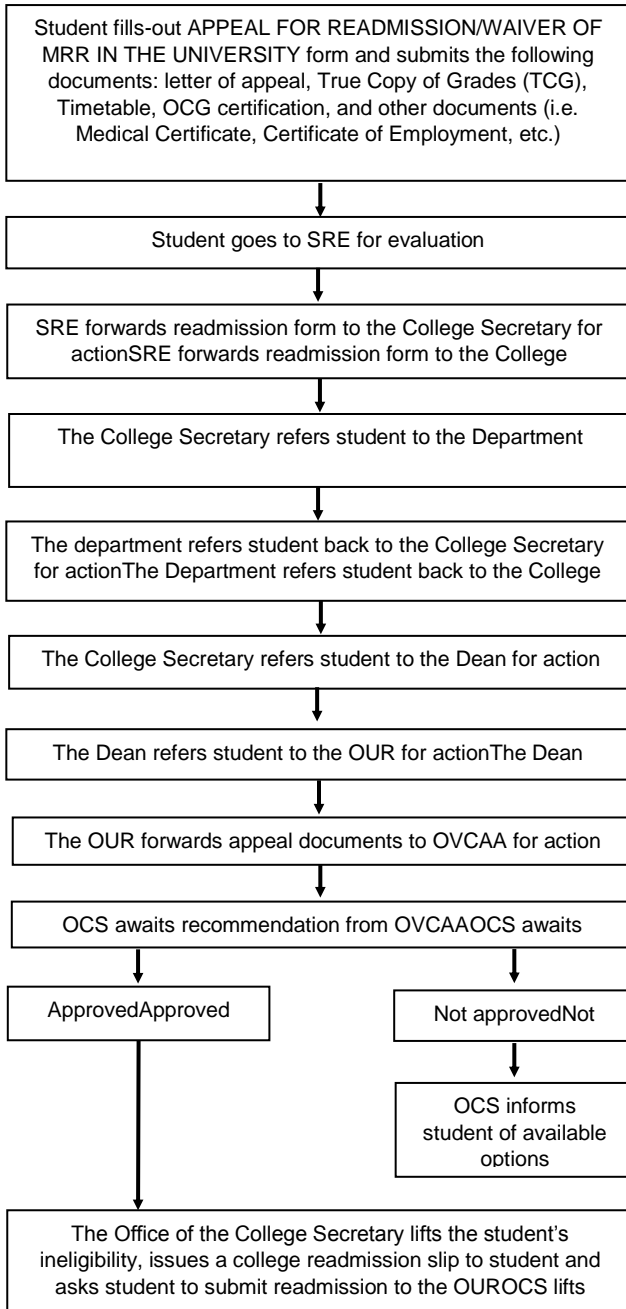 Student fills-out APPEAL FOR READMISSION/WAIVER OF
MRR IN THE UNIVERSITY form and submits the following
documents: letter of appeal, True Copy of Grades (TCG),
Timetable, OCG certification, and other documents (i.e.
Medical Certificate, Certificate of Employment, etc.)
Student goes to SRE for evaluation
SRE forwards readmission form to the College Secretary for
actionSRE forwards readmission form to the College
The College Secretary refers student to the Department
The department refers student back to the College Secretary
for actionThe Department refers student back to the College
The College Secretary refers student to the Dean for action
The Dean refers student to the OUR for actionThe Dean
The OUR forwards appeal documents to OVCAA for action
OCS awaits recommendation from OVCAAOCS awaits
ApprovedApproved
Not approvedNot
OCS informs
student of available
options
The Office of the College Secretary lifts the student's
ineligibility, issues a college readmission slip to student and
asks student to submit readmission to the OUROCS lifts